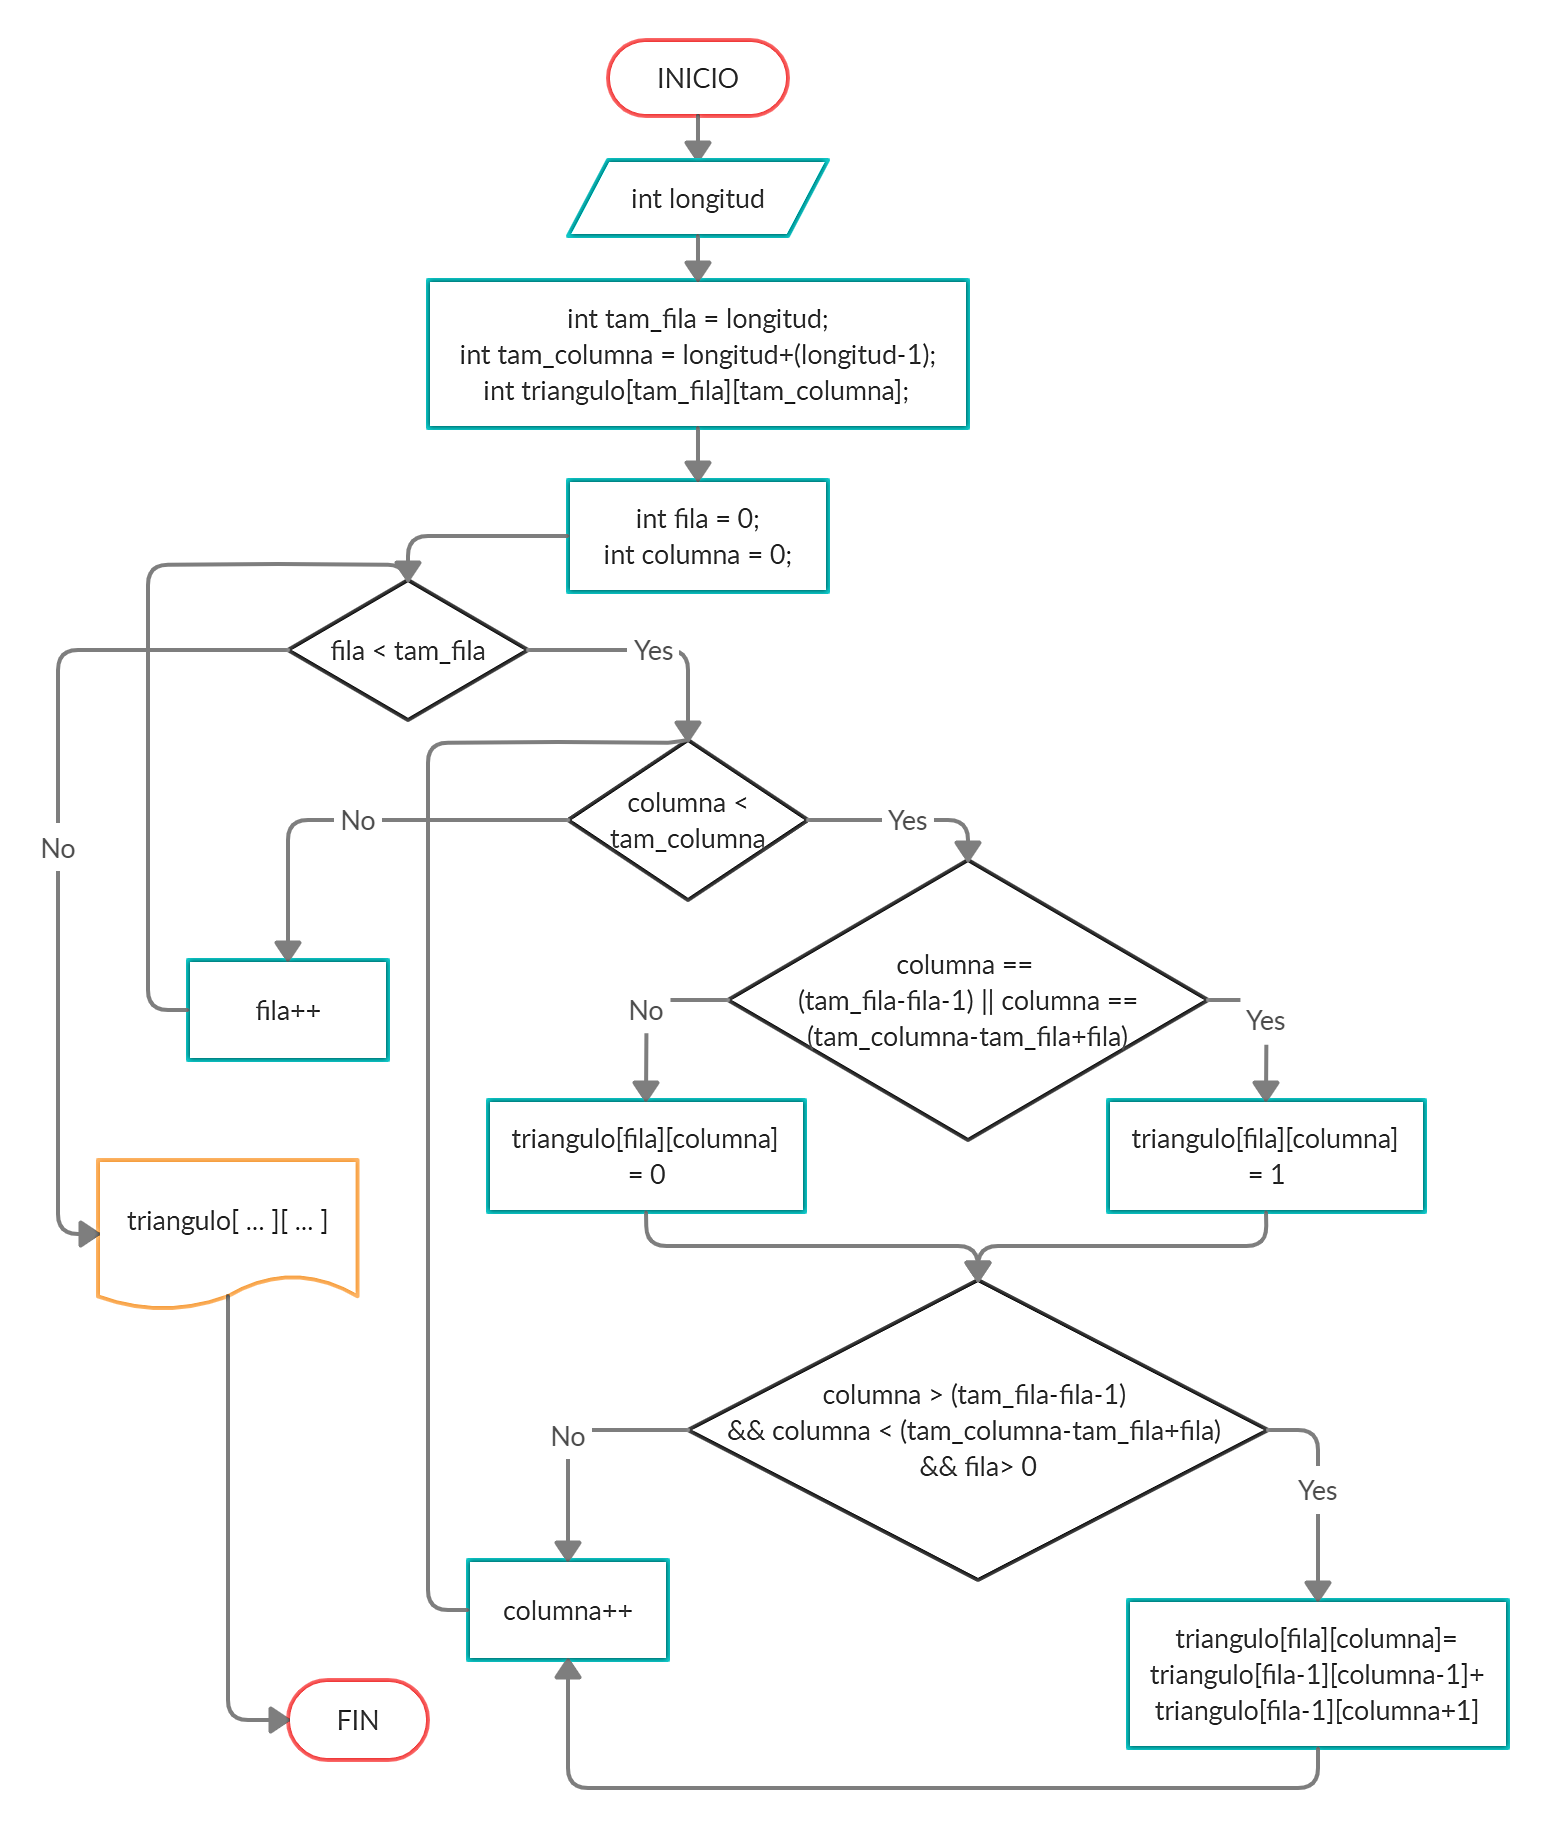 INICIO
int longitud
int tam_fila = longitud;
int tam_columna = longitud+(longitud-1);
int triangulo[tam_fila][tam_columna];
int fila = 0;
int columna = 0;
fila < tam_fila
Yes
No
columna <
tam_columna
No
Yes
fila++
columna ==
(tam_fila-fila-1) || columna ==
(tam_columna-tam_fila+fila)
No
Yes
triangulo[fila][columna]
= 0
triangulo[fila][columna]
= 1
triangulo[ ... ][ ... ]
columna > (tam_fila-fila-1)
&& columna < (tam_columna-tam_fila+fila)
&& fila> 0
No
Yes
columna++
triangulo[fila][columna]=
triangulo[fila-1][columna-1]+
triangulo[fila-1][columna+1]
FIN